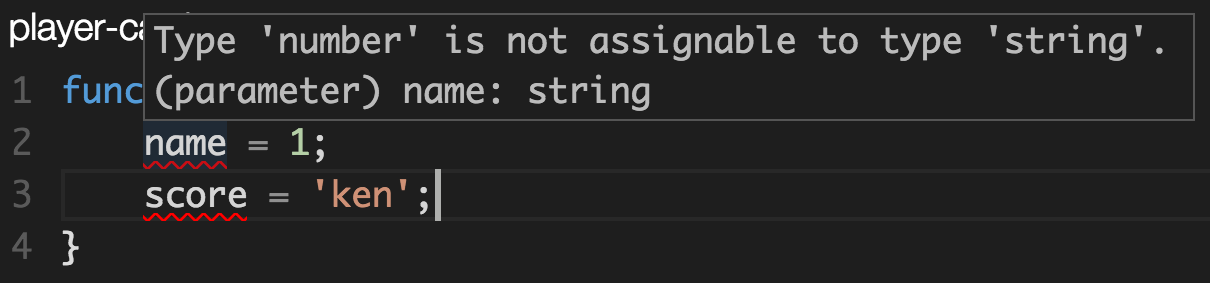 player-ca
Type 'number' is not assignable to type 'string'.
(parameter) name: string
1 func
2 name = 1;
3 score = 'ken';
4 }